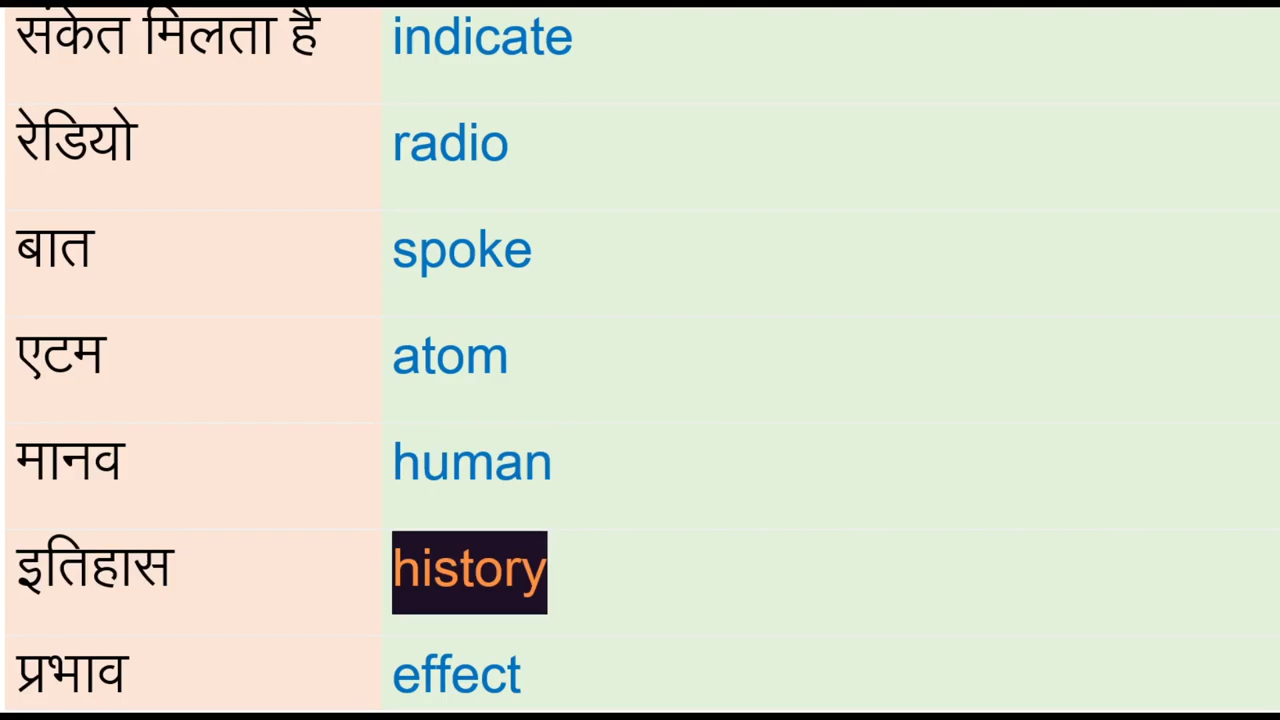 संकेत मिलता है indicate
रेडियो radio
बात spoke
एटम atom
मानव human
इतिहास history
प्रभाव effect